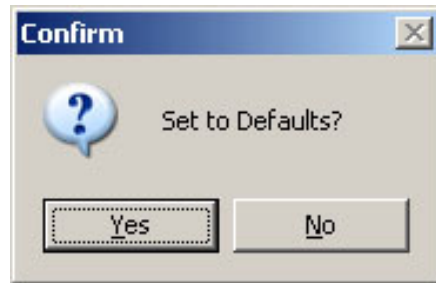 Confirm
Set to Defaults?
Yes
No